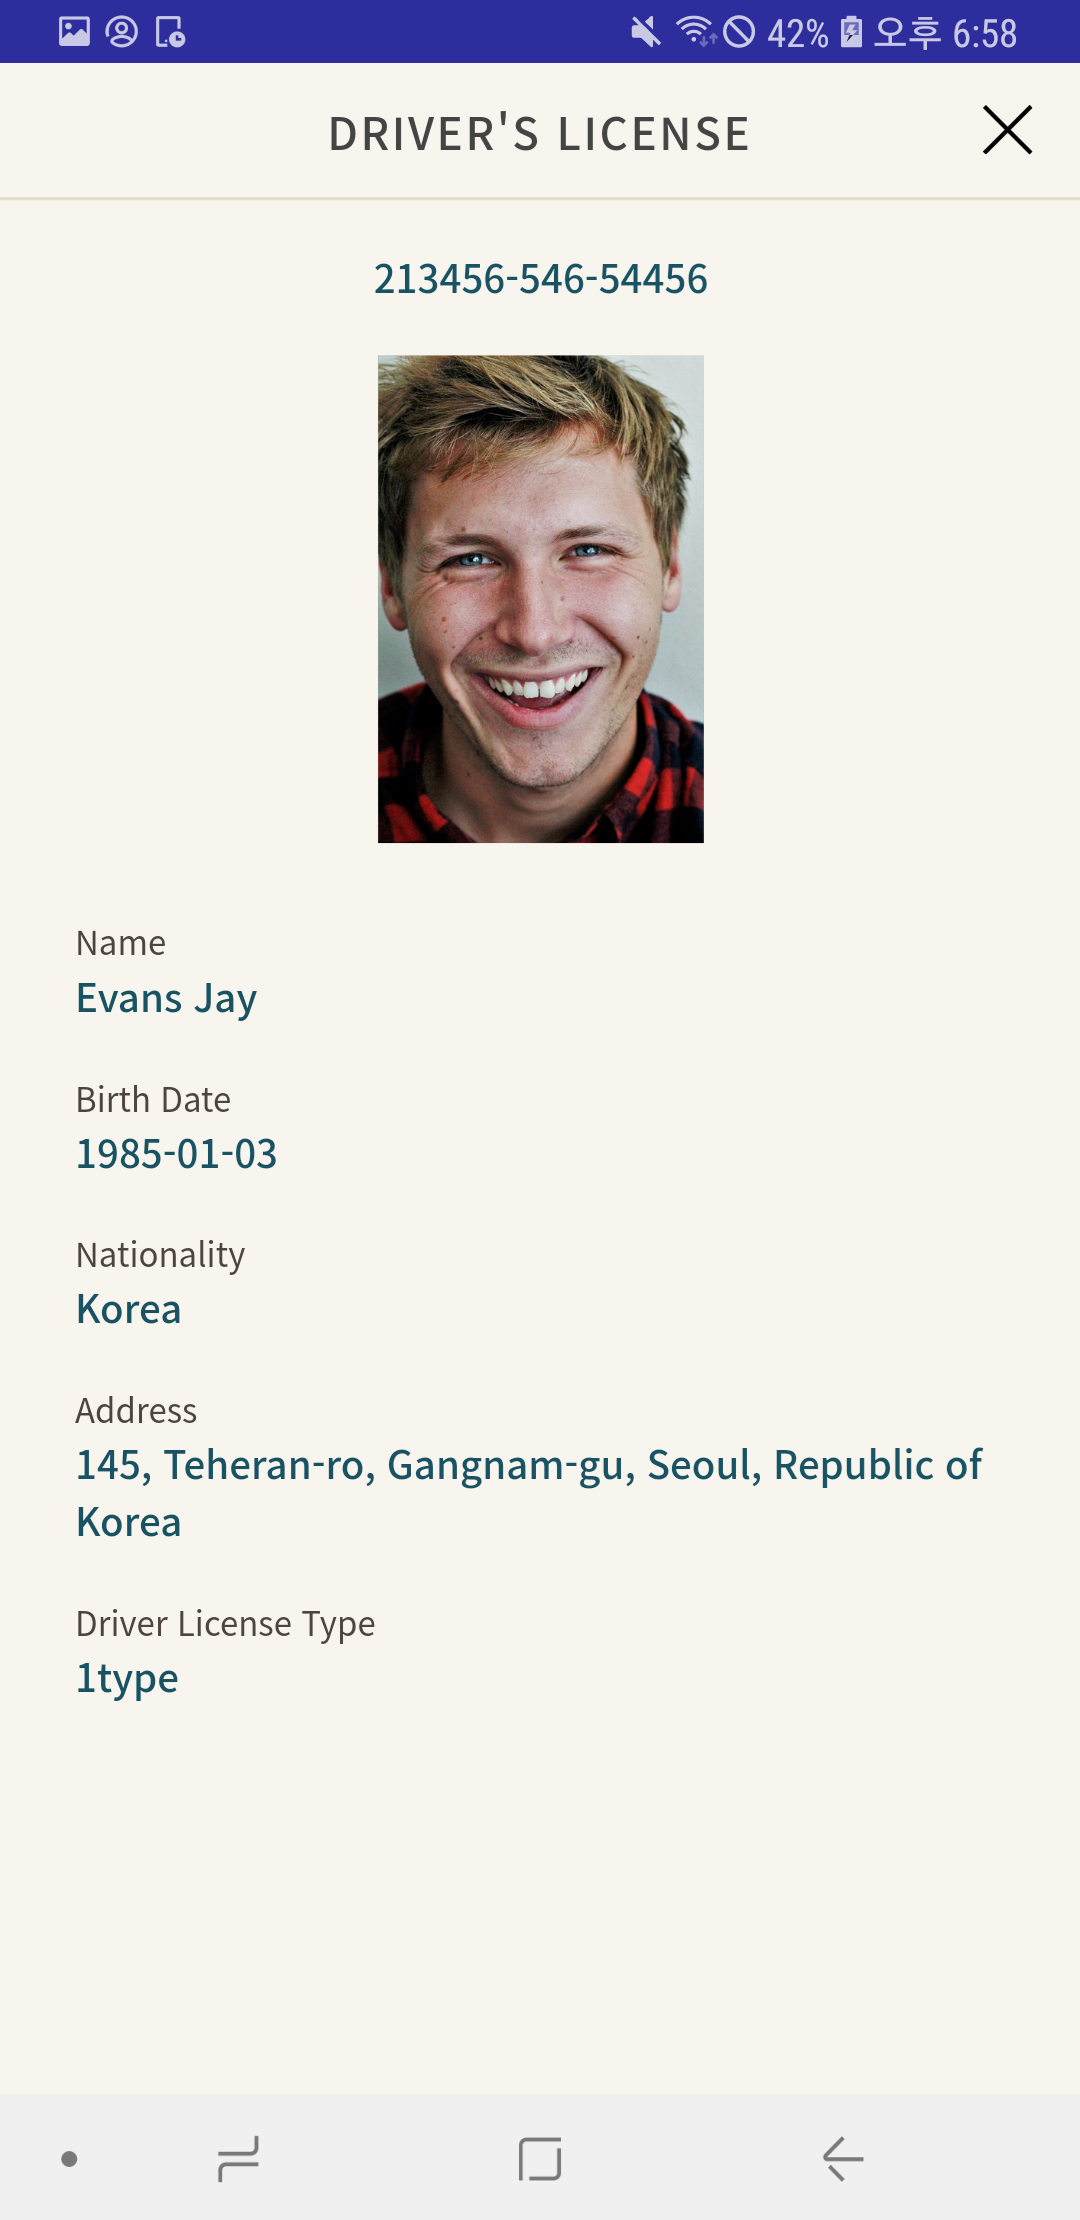 42% 오후 6:58
DRIVER'S LICENSE
213456-546-54456
Name
Evans Jay
Birth Date
1985-01-03
Nationality
Korea
Address
145, Teheran-ro, Gangnam-gu, Seoul, Republic of
Korea
Driver License Type
1type